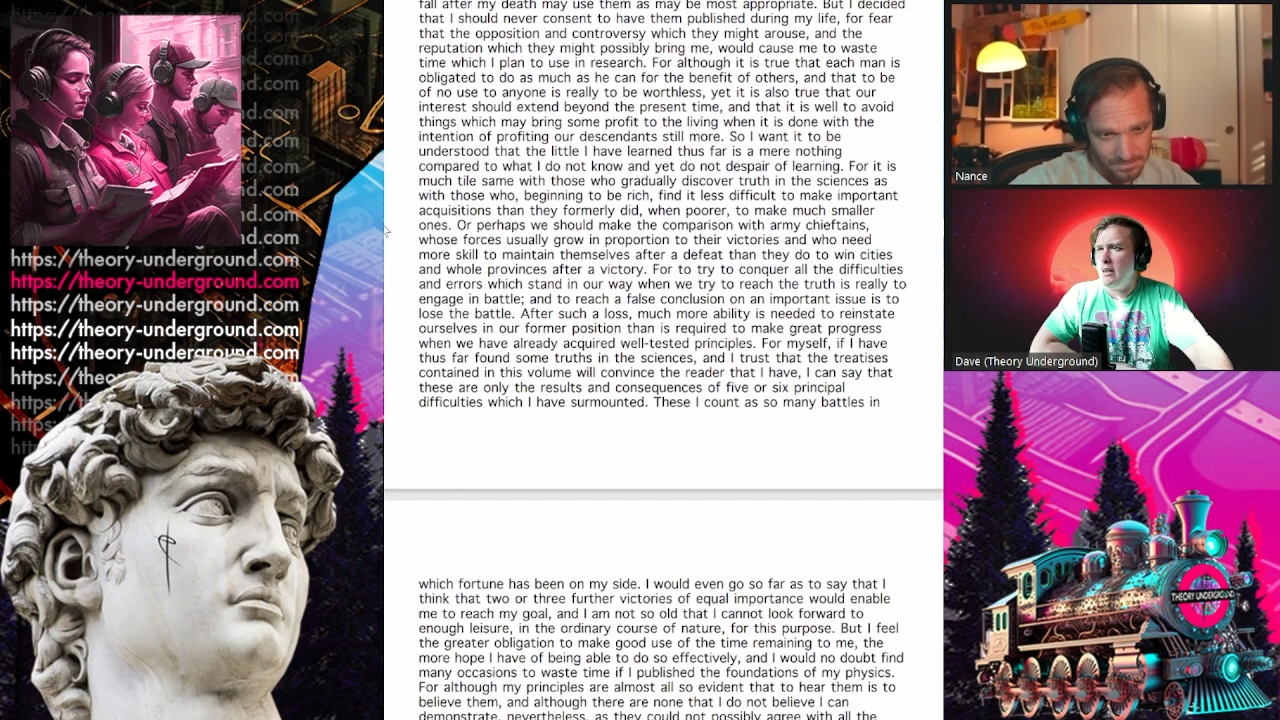 https://theory-underground.com
https://theory-underground.com
https://theory-underground.com
https://theory-underground.com
https://theory-underground.com
fall after my death may use them as may be most appropriate. But I decided
that I should never consent to have them published during my life, for fear
that the opposition and controversy which they might arouse, and the
reputation which they might possibly bring me, would cause me to waste
time which I plan to use in research. For although it is true that each man is
obligated to do as much as he can for the benefit of others, and that to be
of no use to anyone is really to be worthless, yet it is also true that our
interest should extend beyond the present time, and that it is well to avoid
things which may bring some profit to the living when it is done with the
intention of profiting our descendants still more. So I want it to be
understood that the little I have learned thus far is a mere nothing
compared to what I do not know and yet do not despair of learning. For it is
much tile same with those who gradually discover truth in the sciences as
with those who, beginning to be rich, find it less difficult to make important
acquisitions than they formerly did, when poorer, to make much smaller
ones. Or perhaps we should make the comparison with army chieftains,
whose forces usually grow in proportion to their victories and who need
more skill to maintain themselves after a defeat than they do to win cities
and whole provinces after a victory. For to try to conquer all the difficulties
and errors which stand in our way when we try to reach the truth is really to
engage in battle; and to reach a false conclusion on an important issue is to
lose the battle. After such a loss, much more ability is needed to reinstate
ourselves in our former position than is required to make great progress
when we have already acquired well-tested principles. For myself, if I have
thus far found some truths in the sciences, and I trust that the treatises
contained in this volume will convince the reader that I have, I can say that
these are only the results and consequences of five or six principal
difficulties which I have surmounted. These I count as so many battles in
which fortune has been on my side. I would even go so far as to say that I
think that two or three further victories of equal importance would enable
me to reach my goal, and I am not so old that I cannot look forward to
enough leisure, in the ordinary course of nature, for this purpose. But I feel
the greater obligation to make good use of the time remaining to me, the
more hope I have of being able to do so effectively, and I would no doubt find
many occasions to waste time if I published the foundations of my physics.
For although my principles are almost all so evident that to hear them is to
believe them, and although there are none that I do not believe I can
demonstrate, nevertheless, as they could not possibly agree with all the
Nance
Dave (Theory Underground)
THEORY UNDERGROUND